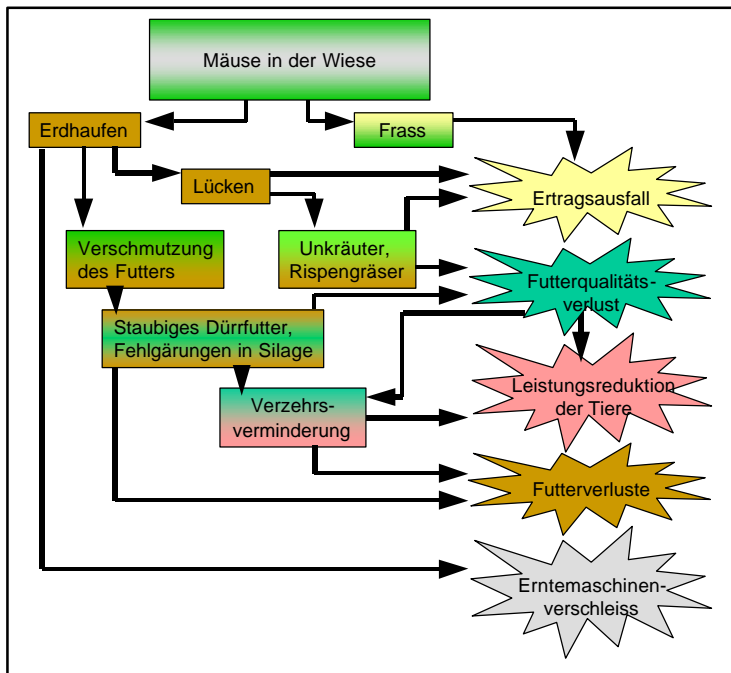 Mäuse in der Wiese
Erdhaufen
Frass
Lücken
Ertragsausfall
Verschmutzung
des Futters
Unkräuter,
Rispengräser
Futterqualitäts-
verlust
Staubiges Dürrfutter,
Fehlgärungen in Silage
Leistungsreduktion
der Tiere
Verzehrs-
verminderung
Futterverluste
Erntemaschinen-
verschleiss